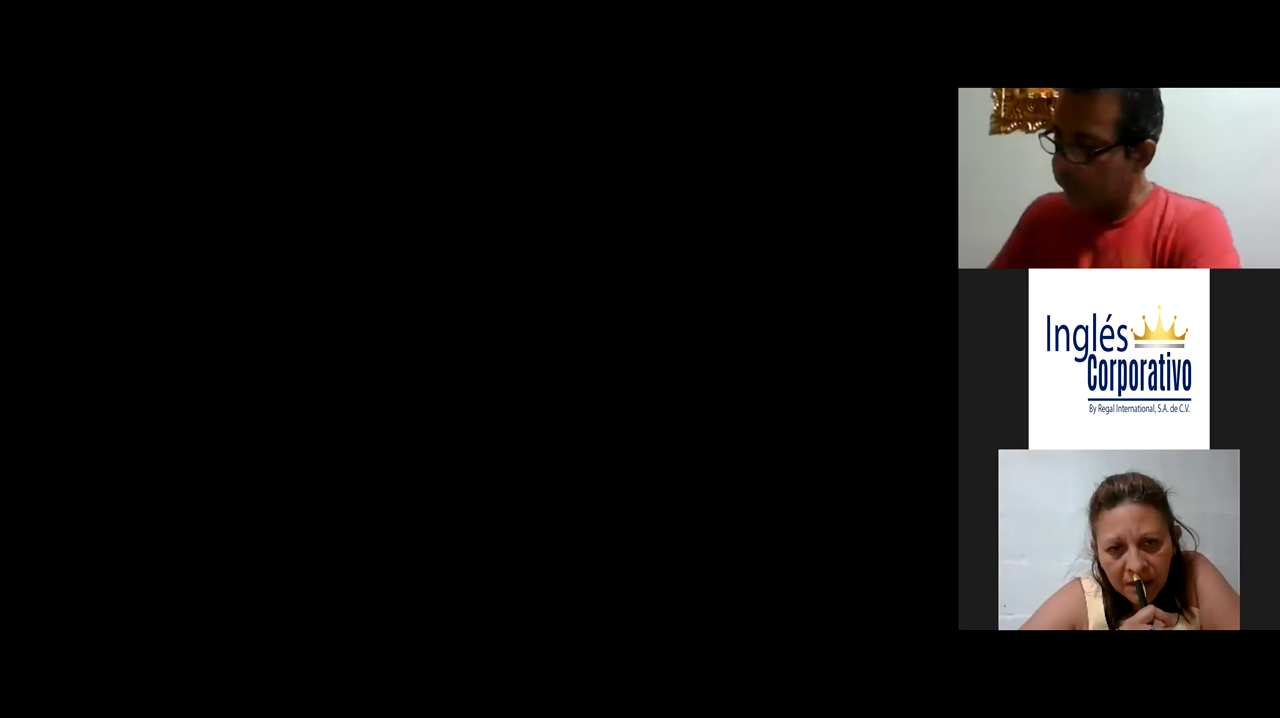 Inglés
Corporativo
By Regal International, S.A. de C.V.